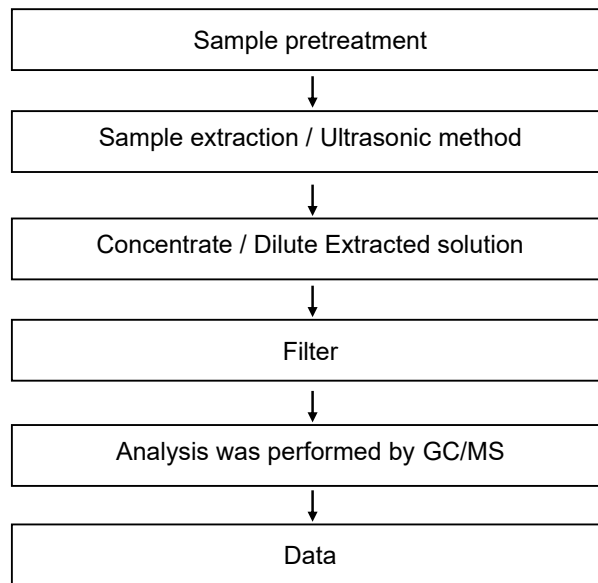 Sample pretreatment
Sample extraction / Ultrasonic method
Concentrate / Dilute Extracted solution
Filter
Analysis was performed by GC/MS
Data